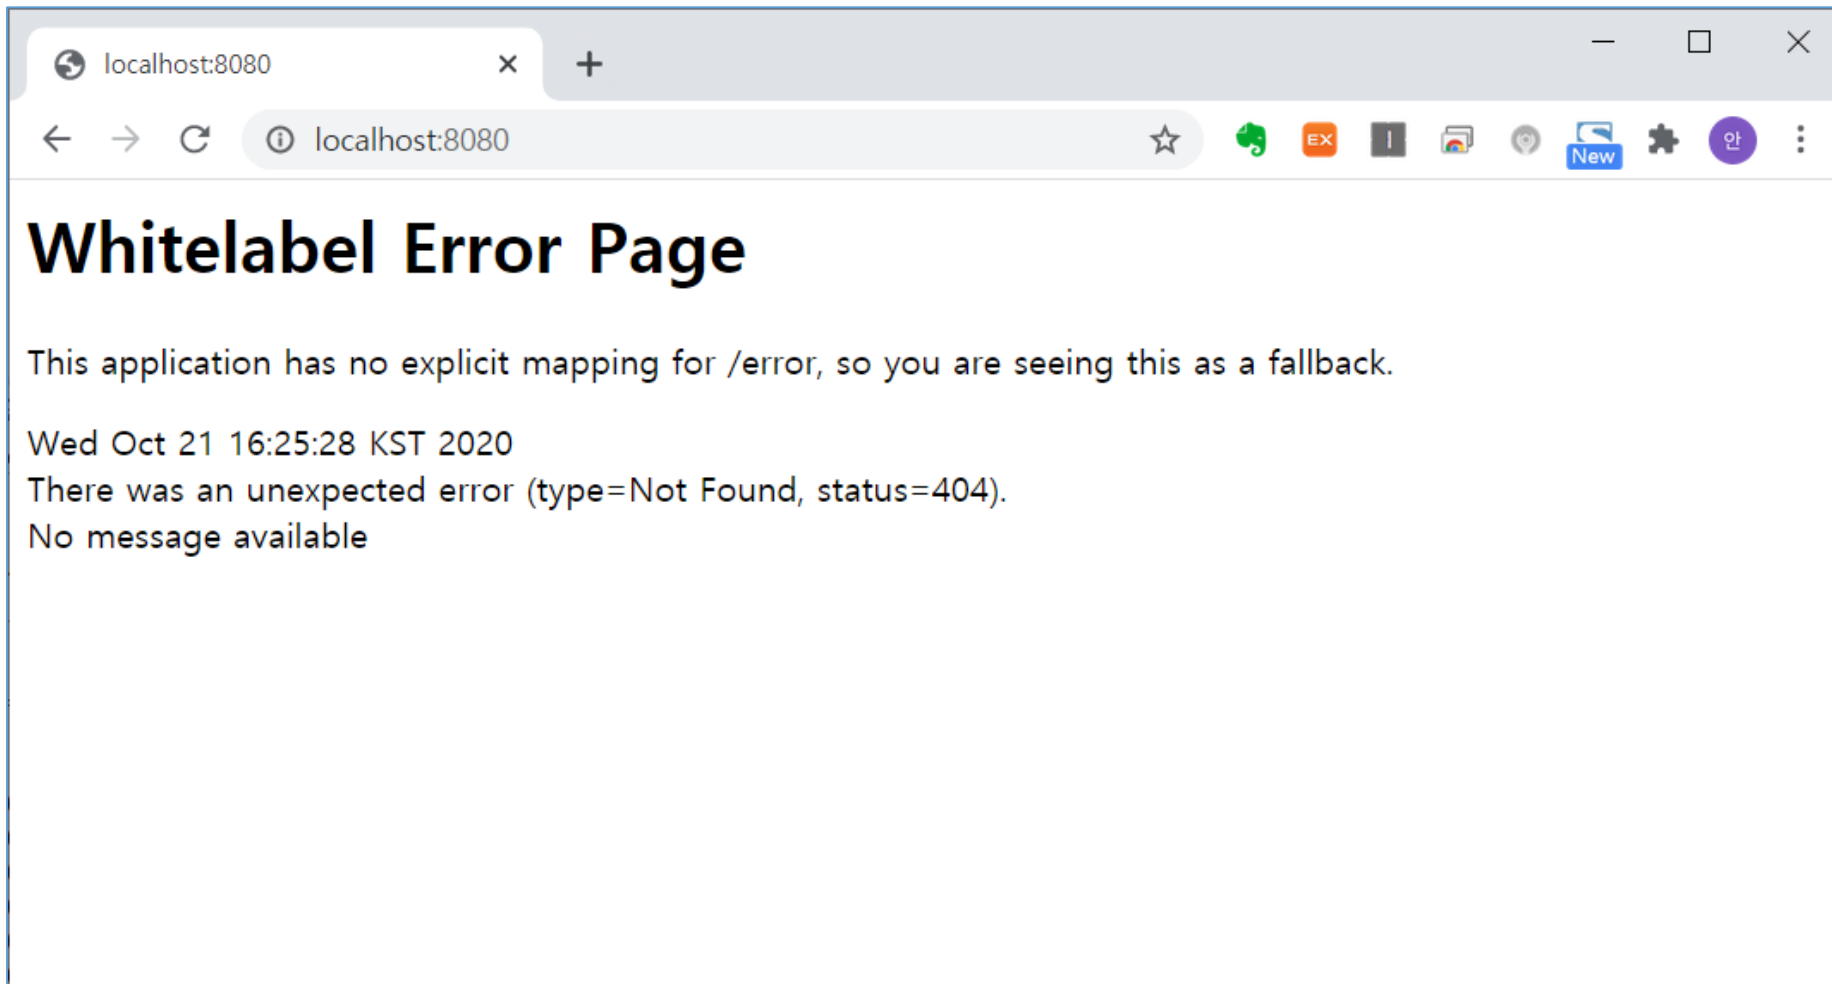 localhost:8080
localhost:8080
EX
New
안
Whitelabel Error Page
This application has no explicit mapping for /error, so you are seeing this as a fallback.
Wed Oct 21 16:25:28 KST 2020
There was an unexpected error (type=Not Found, status=404).
No message available